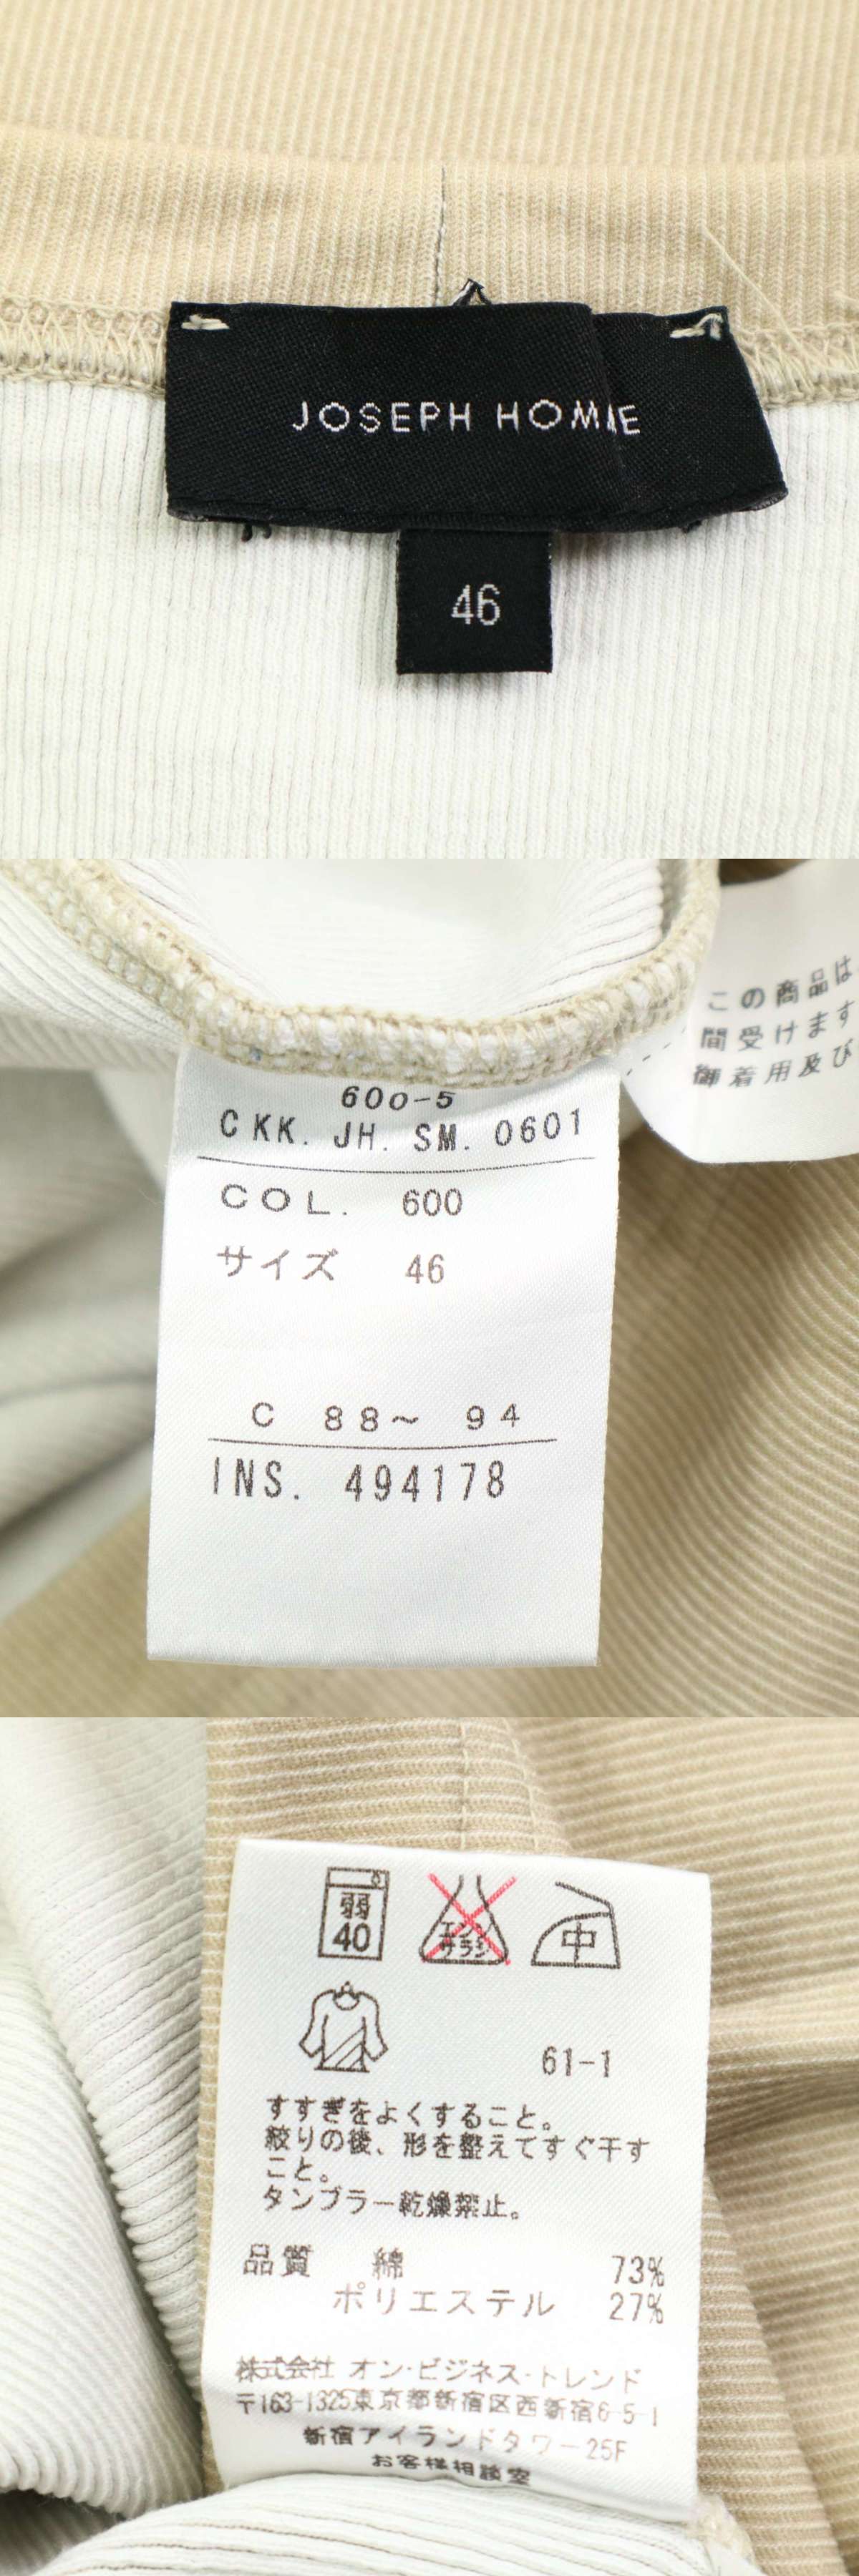 JOSEPH HOMME
46
この商品は
間受けます
御着用及び
600-5
CKK. JH. SM. 0601
COL. 600
サイズ 46
C 88~ 94
INS. 494178
弱
40
エンソ
サラシ
中
61-1
すすぎをよくすること。
絞りの後、形を整えてすぐ干す
こと。
タンブラー乾燥禁止。
品質 綿 73%
ポリエステル 27%
株式会社 オン・ビジネス・トレンド
〒163-1325東京都新宿区西新宿6-5-1
新宿アイランドタワー25F
お客様相談室